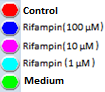 Control
Rifampin(100 µM)
Rifampin(10 µM)
Rifampin (1 µM)
Medium